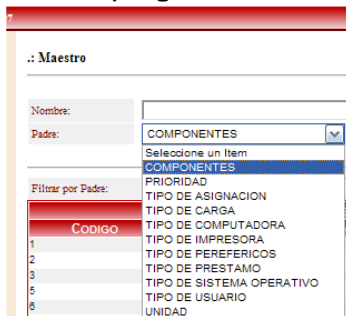 7
.: Maestro
Nombre:
Padre: COMPONENTES
Seleccione un Item
COMPONENTES
PRIORIDAD
Filtrar por Padre: TIPO DE ASIGNACION
TIPO DE CARGA
CODIGO TIPO DE COMPUTADORA
1 TIPO DE IMPRESORA
2 TIPO DE PEREFERICOS
3 TIPO DE PRESTAMO
5 TIPO DE SISTEMA OPERATIVO
6 TIPO DE USUARIO
UNIDAD